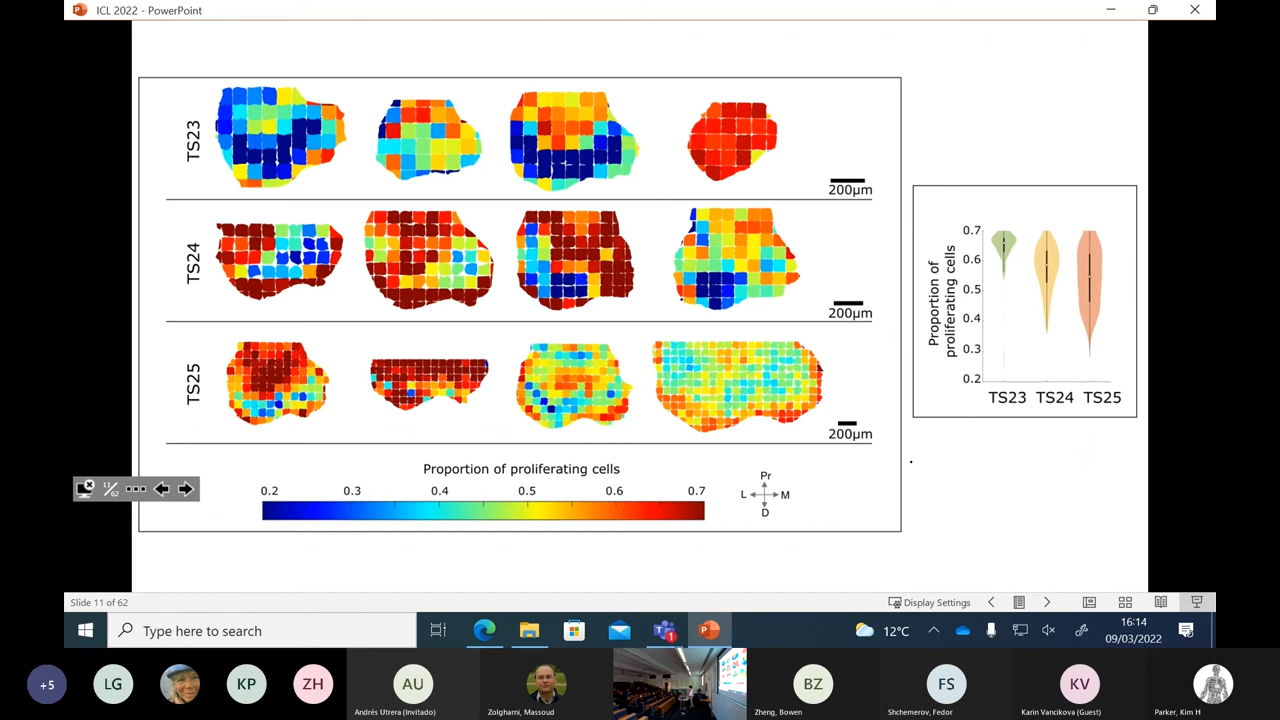 ICL 2022 - PowerPoint
TS23
200µm
TS24
200µm
TS25
200µm
Proportion of proliferating cells
0.2 0.3 0.4 0.5 0.6 0.7
Pr
L M
D
Proportion of
proliferating cells
0.7
0.6
0.5
0.4
0.3
0.2
TS23 TS24 TS25
11/62
Slide 11 of 62
Display Settings
Type here to search
1
12°C
16:14
09/03/2022
+5
LG
KP
ZH
AU
BZ
FS
KV
Andrés Utrera (Invitado)
Zolgharni, Massoud
Zheng, Bowen
Shchemerov, Fedor
Karin Vancikova (Guest)
Parker, Kim H